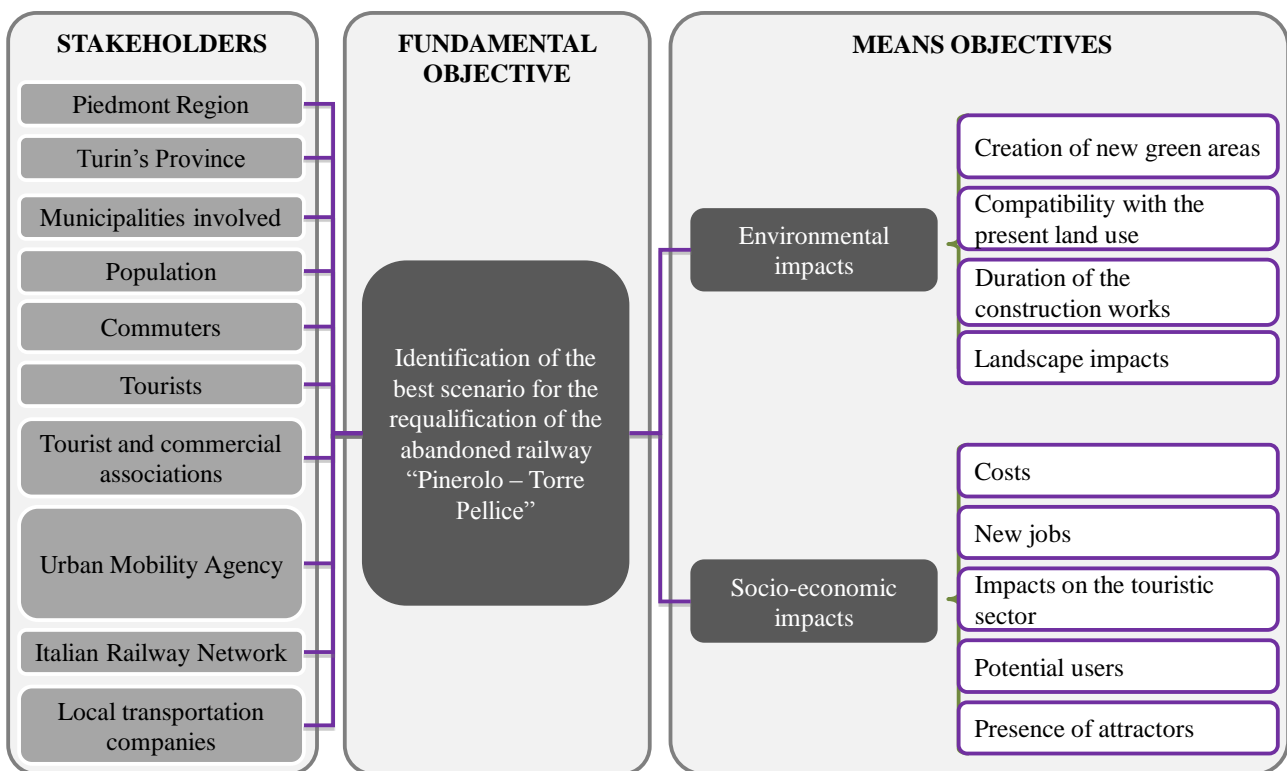 STAKEHOLDERS
Piedmont Region
Turin’s Province
Municipalities involved
Population
Commuters
Tourists
Tourist and commercial
associations
Urban Mobility Agency
Italian Railway Network
Local transportation
companies
FUNDAMENTAL
OBJECTIVE
Identification of the
best scenario for the
requalification of the
abandoned railway
“Pinerolo – Torre
Pellice”
MEANS OBJECTIVES
Environmental
impacts
Creation of new green areas
Compatibility with the
present land use
Duration of the
construction works
Landscape impacts
Socio-economic
impacts
Costs
New jobs
Impacts on the touristic
sector
Potential users
Presence of attractors